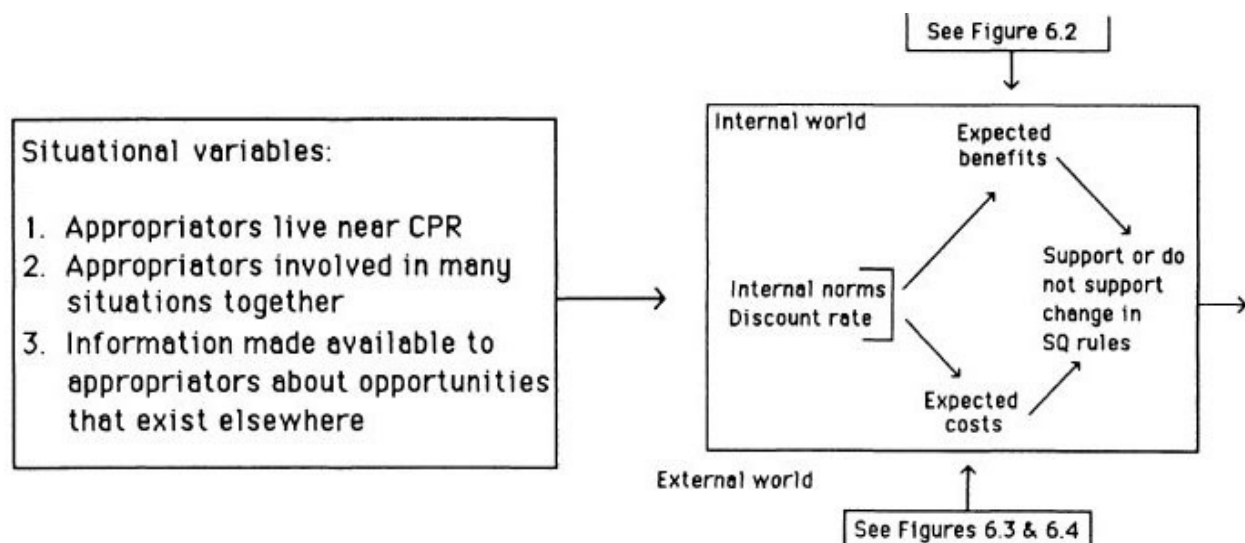 See Figure 6.2
Situational variables:
1. Appropriators live near CPR
2. Appropriators involved in many
situations together
3. Information made available to
appropriators about opportunities
that exist elsewhere
Internal world
Expected
benefits
Internal norms
Discount rate
Support or do
not support
change in
SQ rules
Expected
costs
External world
See Figures 6.3 & 6.4